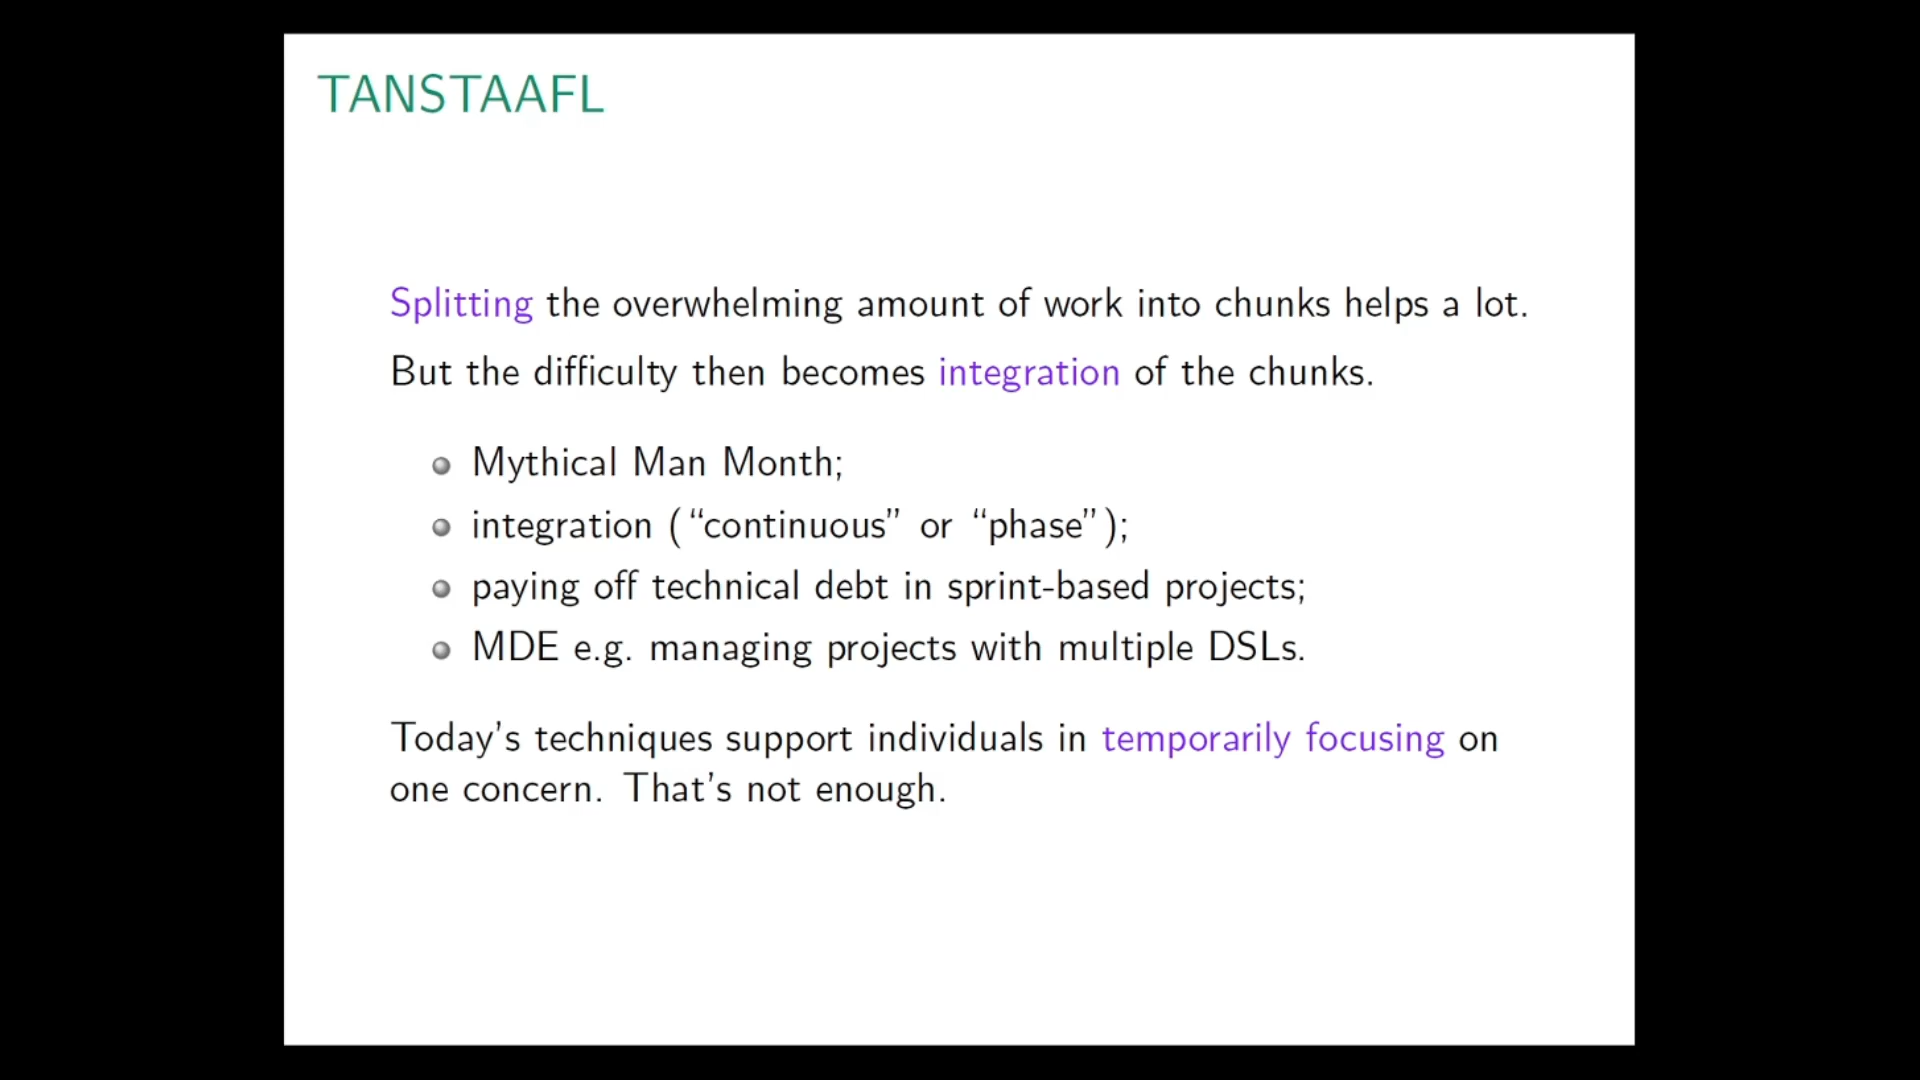 TANSTAAFL
Splitting the overwhelming amount of work into chunks helps a lot.
But the difficulty then becomes integration of the chunks.
Mythical Man Month;
integration (“continuous” or “phase”);
paying off technical debt in sprint-based projects;
MDE e.g. managing projects with multiple DSLs.
Today’s techniques support individuals in temporarily focusing on
one concern. That’s not enough.